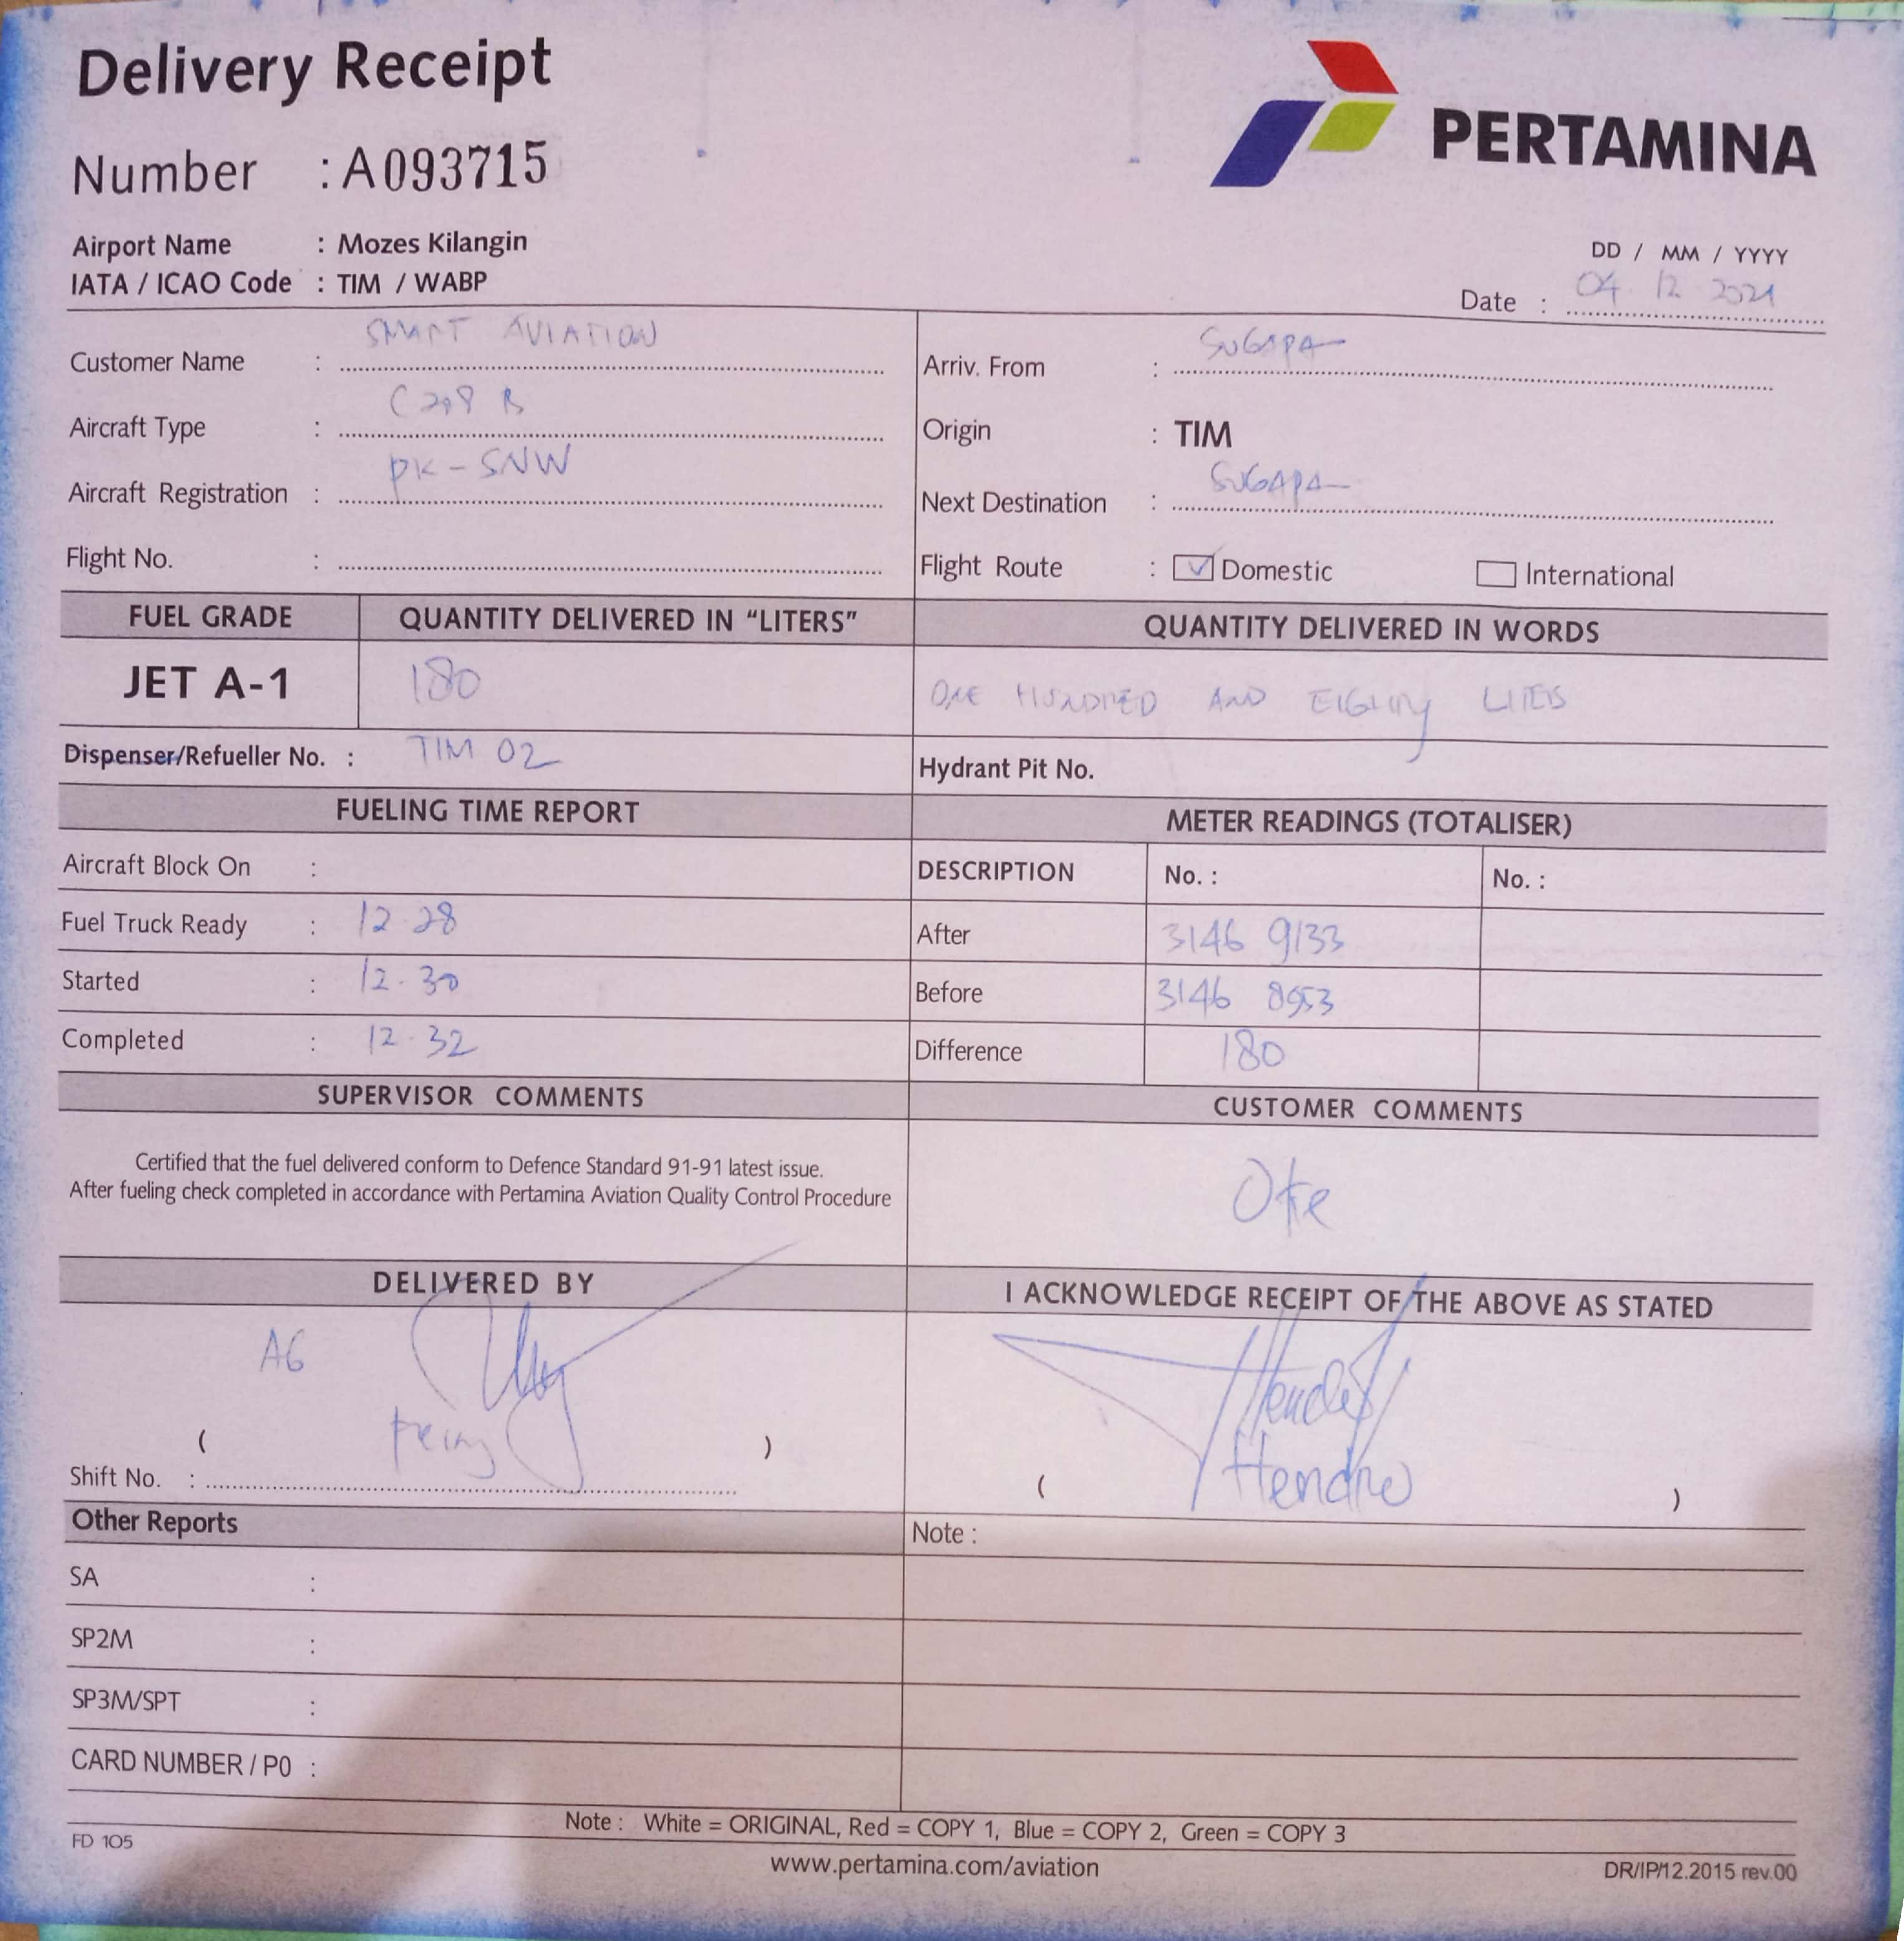 Delivery Receipt
PERTAMINA
Number : A093715
Airport Name : Mozes Kilangin
IATA / ICAO Code : TIM / WABP
DD / MM / YYYY
Date : 04 12 2021
Customer Name : SMART AVIATION
Arriv. From : SUGAPA
Aircraft Type : C 208 B
Origin : TIM
Aircraft Registration : PK-SNW
Next Destination : SUGAPA
Flight No. :
Flight Route : Domestic International
FUEL GRADE QUANTITY DELIVERED IN “LITERS” QUANTITY DELIVERED IN WORDS
JET A-1 180 ONE HUNDRED AND EIGHTY LITERS
Dispenser/Refueller No. : TIM 02
Hydrant Pit No.
FUELING TIME REPORT METER READINGS (TOTALISER)
Aircraft Block On : DESCRIPTION No. : No. :
Fuel Truck Ready : 12.28 After 3146 9133
Started : 12.30 Before 3146 8953
Completed : 12.32 Difference 180
SUPERVISOR COMMENTS CUSTOMER COMMENTS
Certified that the fuel delivered conform to Defence Standard 91-91 latest issue.
After fueling check completed in accordance with Pertamina Aviation Quality Control Procedure
Oke
DELIVERED BY I ACKNOWLEDGE RECEIPT OF THE ABOVE AS STATED
( )
Shift No. :
( Hendro )
Other Reports Note :
SA :
SP2M :
SP3M/SPT :
CARD NUMBER / PO :
Note : White = ORIGINAL, Red = COPY 1, Blue = COPY 2, Green = COPY 3
FD 105
www.pertamina.com/aviation
DR/IP/12.2015 rev.00